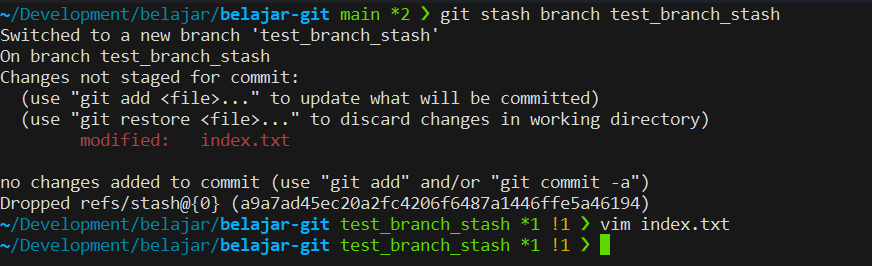 ~/Development/belajar/belajar-git main *2 ❯ git stash branch test_branch_stash
Switched to a new branch 'test_branch_stash'
On branch test_branch_stash
Changes not staged for commit:
  (use "git add <file>..." to update what will be committed)
  (use "git restore <file>..." to discard changes in working directory)
        modified:   index.txt

no changes added to commit (use "git add" and/or "git commit -a")
Dropped refs/stash@{0} (a9a7ad45ec20a2fc4206f6487a1446ffe5a46194)
~/Development/belajar/belajar-git test_branch_stash *1 !1 ❯ vim index.txt
~/Development/belajar/belajar-git test_branch_stash *1 !1 ❯